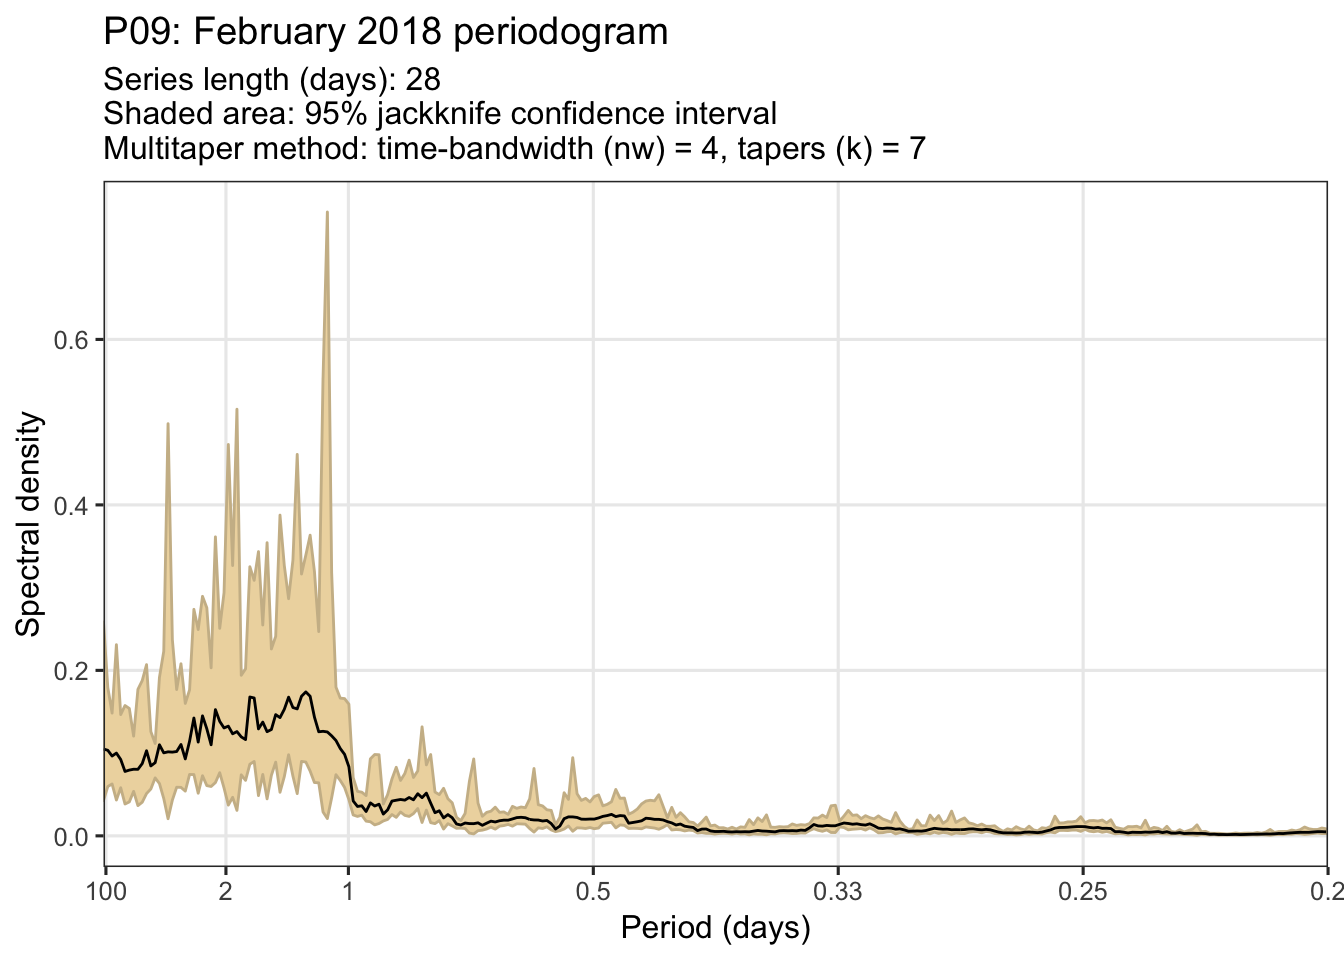 P09: February 2018 periodogram
Series length (days): 28
Shaded area: 95% jackknife confidence interval
Multitaper method: time-bandwidth (nw) = 4, tapers (k) = 7
Spectral density
0.6
0.4
0.2
0.0
100 2 1 0.5 0.33 0.25 0.2
Period (days)